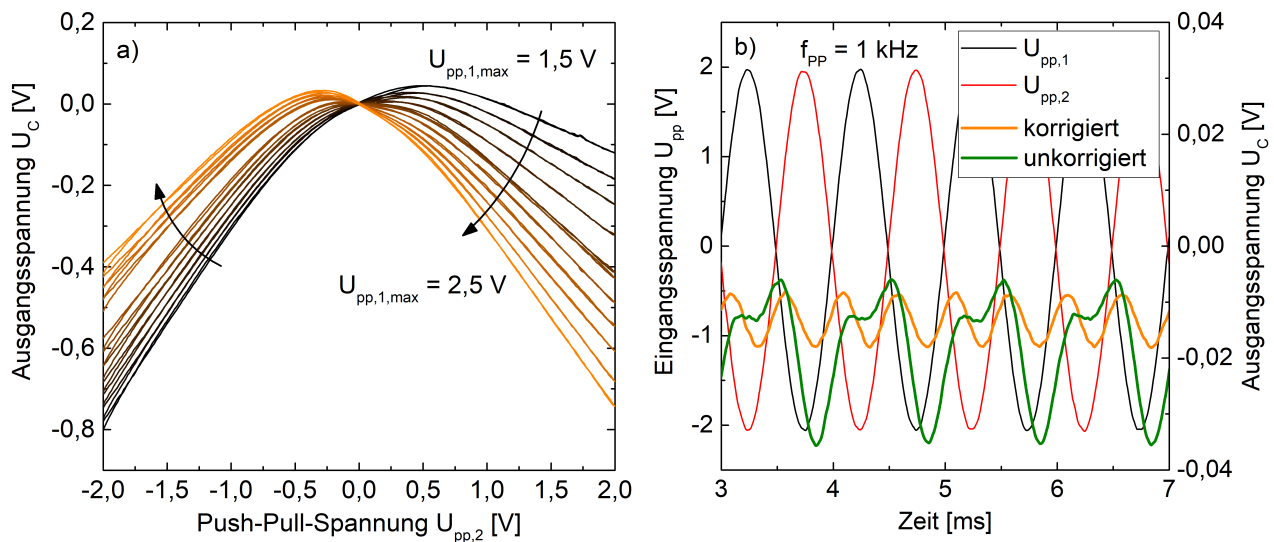 a)
U_pp,1,max = 1,5 V
U_pp,1,max = 2,5 V
Ausgangsspannung U_C [V]
0,2
0,0
-0,2
-0,4
-0,6
-0,8
-2,0 -1,5 -1,0 -0,5 0,0 0,5 1,0 1,5 2,0
Push-Pull-Spannung U_pp,2 [V]
b)
f_PP = 1 kHz
U_pp,1
U_pp,2
korrigiert
unkorrigiert
Eingangsspannung U_pp [V]
2
1
0
-1
-2
3 4 5 6 7
Zeit [ms]
0,04
0,02
0,00
-0,02
-0,04
Ausgangsspannung U_C [V]